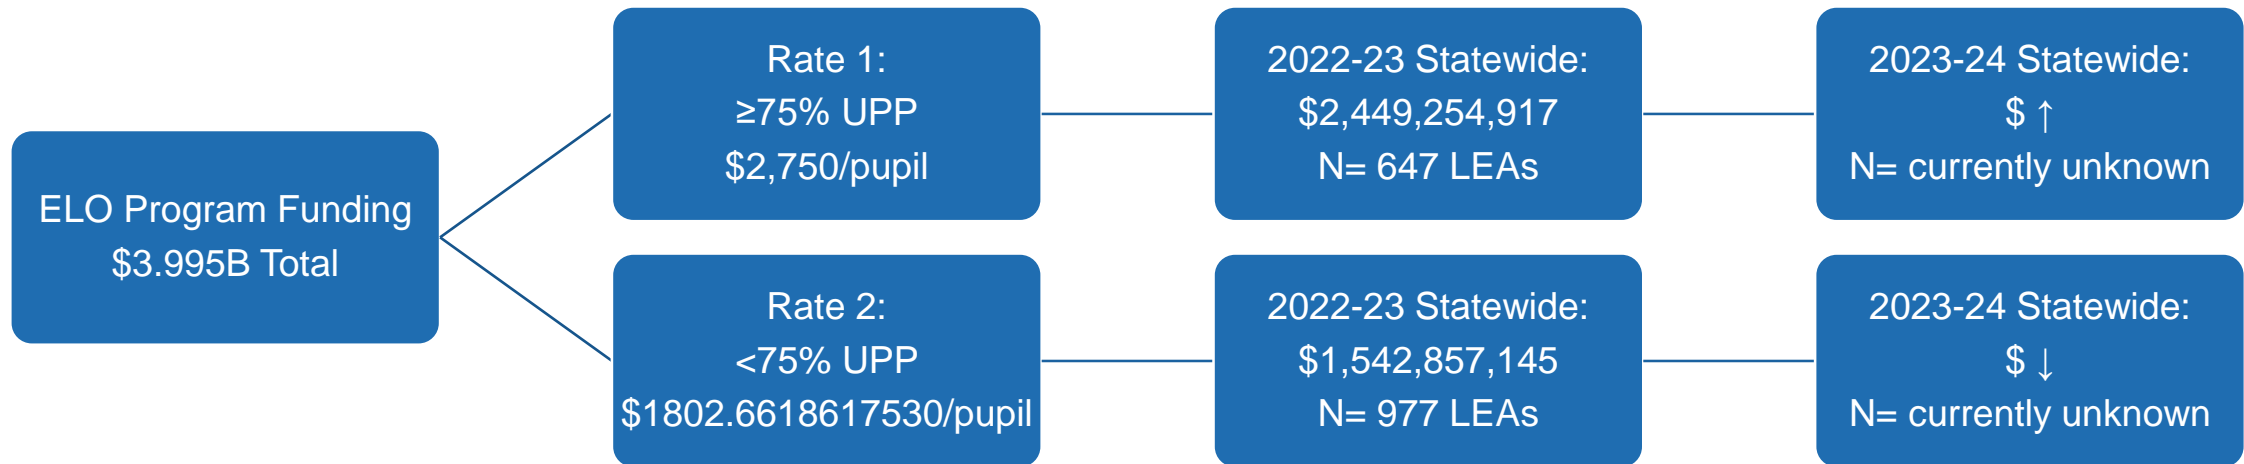 ELO Program Funding
$3.995B Total
Rate 1:
≥75% UPP
$2,750/pupil
2022-23 Statewide:
$2,449,254,917
N= 647 LEAs
2023-24 Statewide:
$ ↑
N= currently unknown
Rate 2:
<75% UPP
$1802.6618617530/pupil
2022-23 Statewide:
$1,542,857,145
N= 977 LEAs
2023-24 Statewide:
$ ↓
N= currently unknown